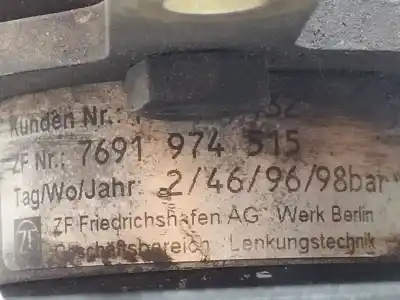 Kunden Nr.:
ZF Nr.: 7691 974 515
Tag/Wo/Jahr: 2/46/96/98bar
ZF Friedrichshafen AG Werk Berlin
Geschäftsbereich Lenkungstechnik
ZF